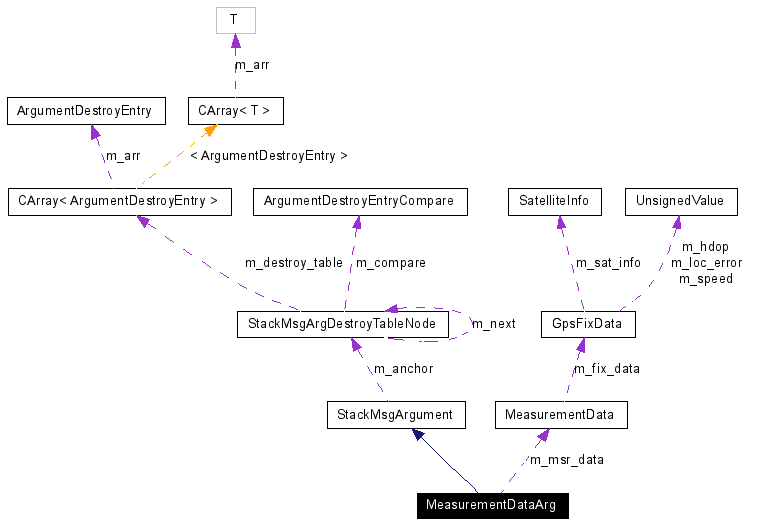 T
m_arr
ArgumentDestroyEntry
CArray< T >
m_arr
< ArgumentDestroyEntry >
CArray< ArgumentDestroyEntry >
ArgumentDestroyEntryCompare
SatelliteInfo
UnsignedValue
m_destroy_table
m_compare
m_sat_info
m_hdop
m_loc_error
m_speed
StackMsgArgDestroyTableNode
m_next
GpsFixData
m_anchor
m_fix_data
StackMsgArgument
MeasurementData
m_msr_data
MeasurementDataArg